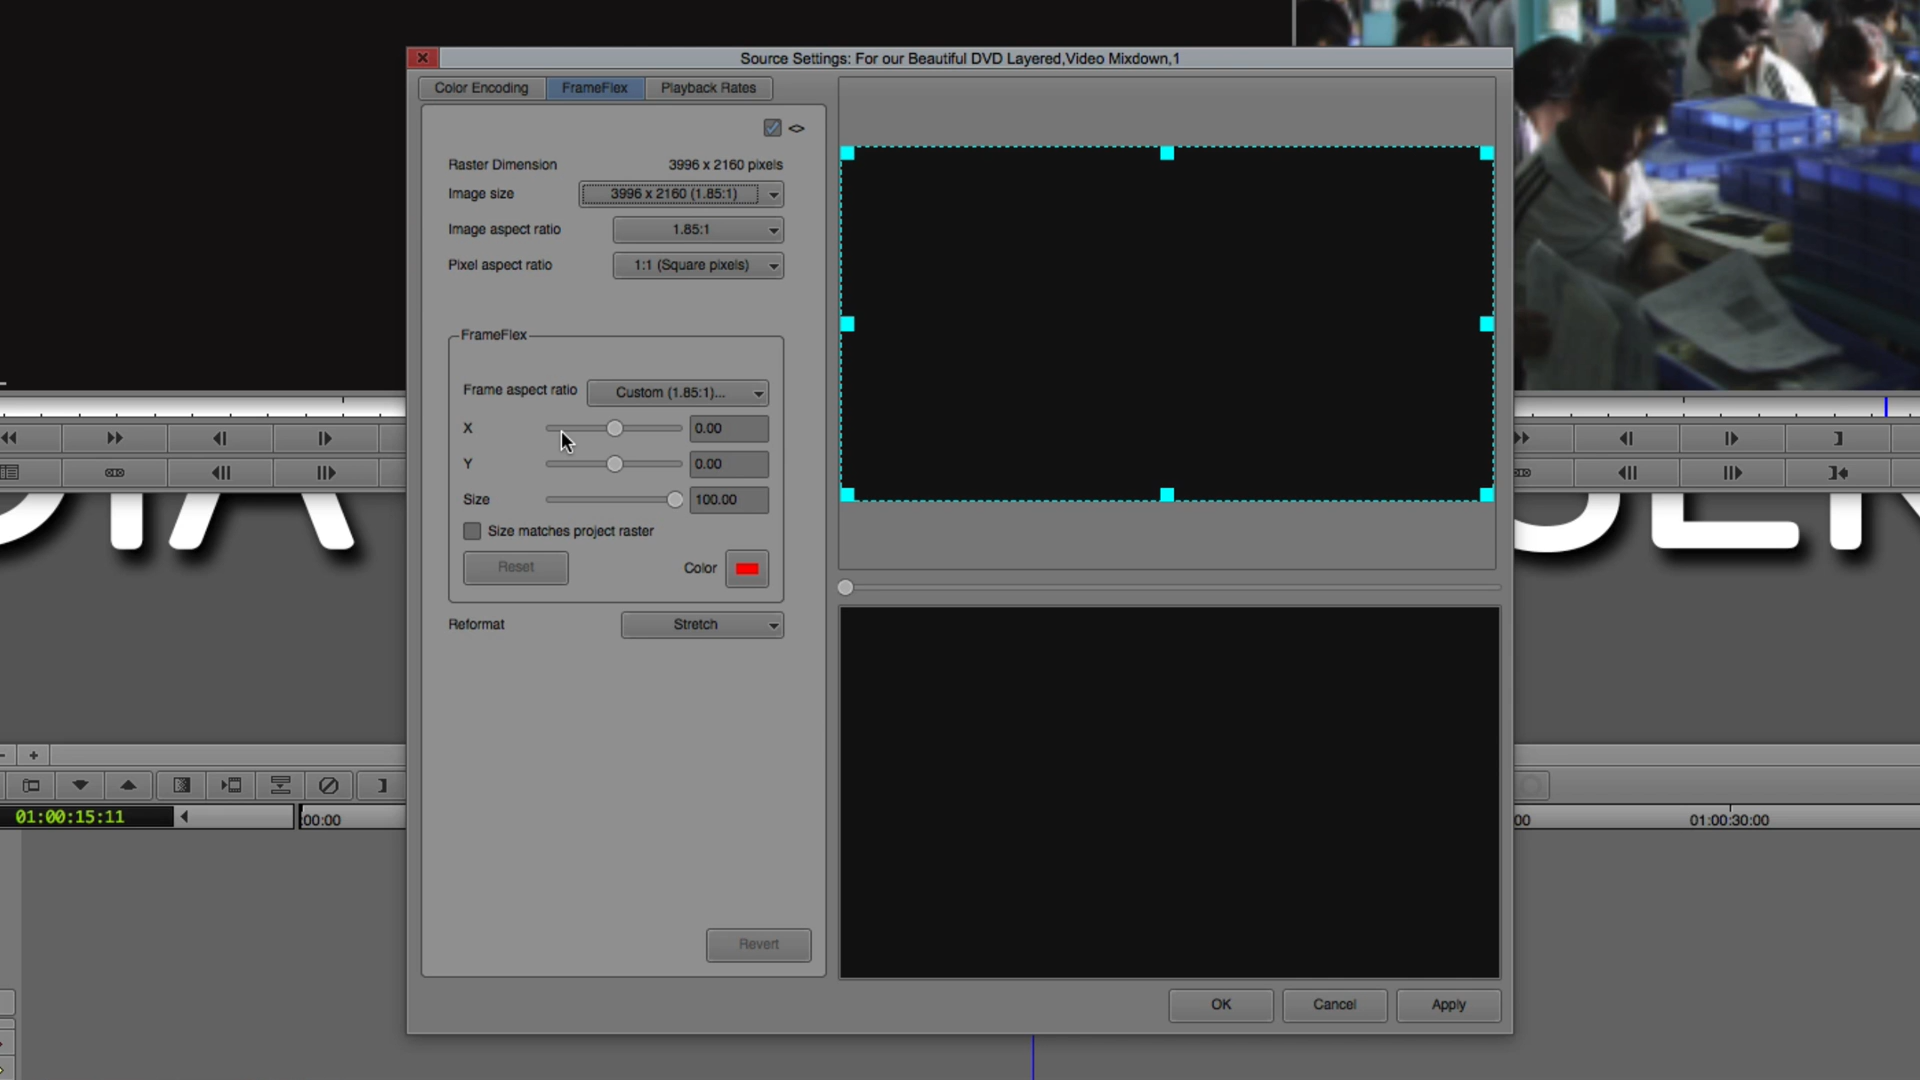 Source Settings: For our Beautiful DVD Layered,Video Mixdown,1
Color Encoding FrameFlex Playback Rates
Raster Dimension 3996 x 2160 pixels
Image size 3996 x 2160 (1.85:1)
Image aspect ratio 1.85:1
Pixel aspect ratio 1:1 (Square pixels)
FrameFlex
Frame aspect ratio Custom (1.85:1)...
X 0.00
Y 0.00
Size 100.00
Size matches project raster
Reset Color
Reformat Stretch
Revert
OK Cancel Apply
01:00:15:11
:00:00
00
01:00:30:00